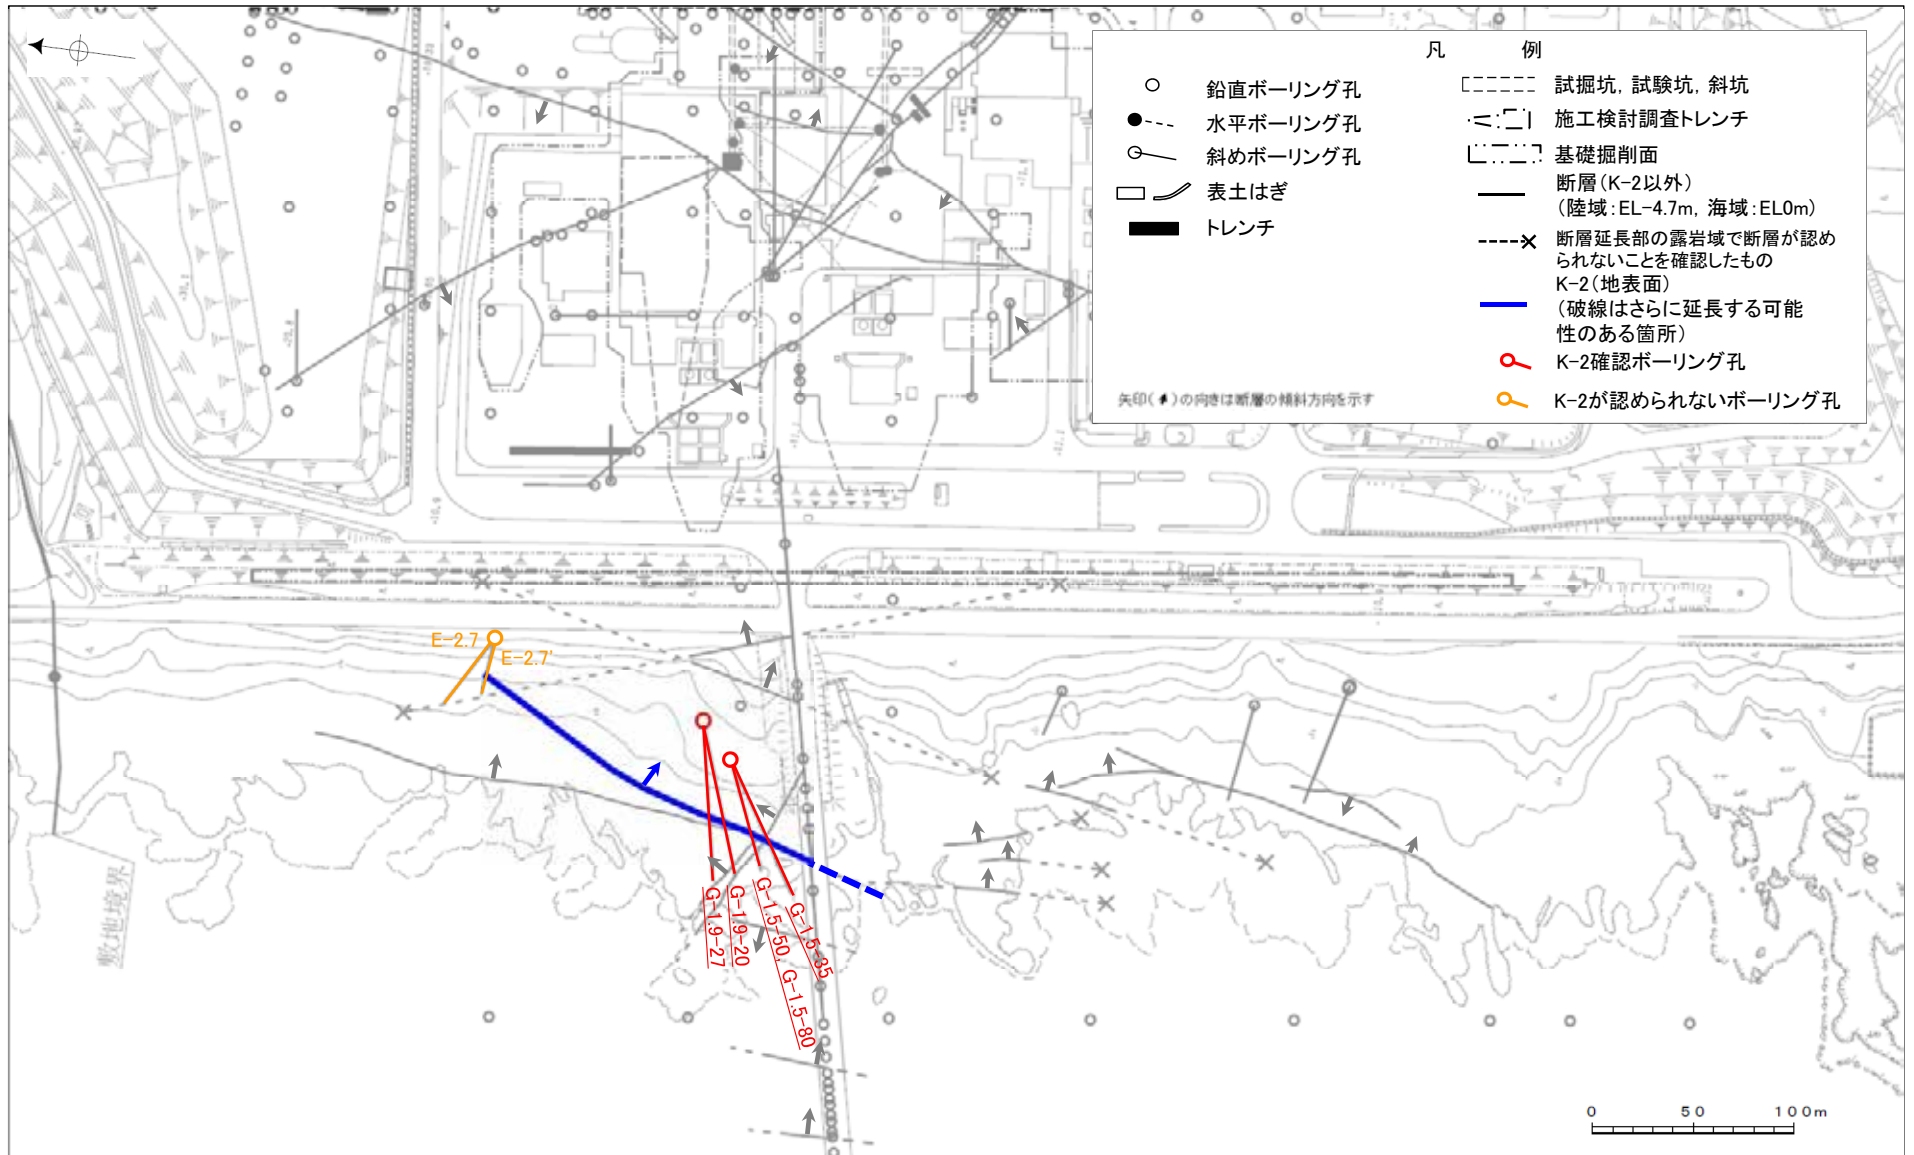 凡 例
鉛直ボーリング孔
水平ボーリング孔
斜めボーリング孔
表土はぎ
トレンチ
矢印( )の向きは断層の傾斜方向を示す
試掘坑, 試験坑, 斜坑
施工検討調査トレンチ
基礎掘削面
断層(K-2以外)
(陸域:EL-4.7m, 海域:EL0m)
断層延長部の露岩域で断層が認め
られないことを確認したもの
K-2(地表面)
(破線はさらに延長する可能
性のある箇所)
K-2確認ボーリング孔
K-2が認められないボーリング孔
E-2.7
E-2.7'
G-1.9-27
G-1.9-20
G-1.5-50, G-1.5-80
G-1.5-35
敷地境界
0 50 100m